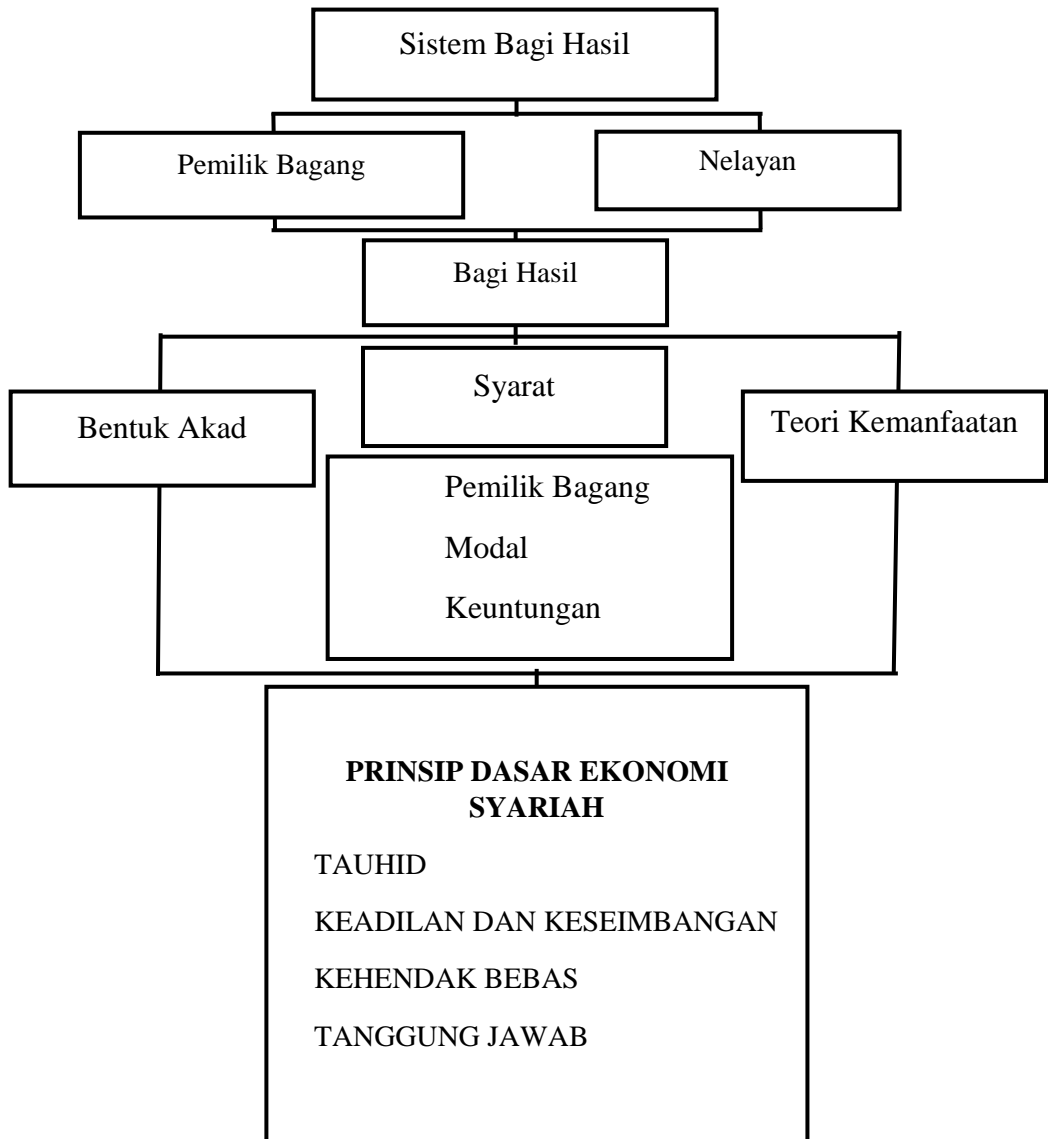 Sistem Bagi Hasil
Pemilik Bagang
Nelayan
Bagi Hasil
Bentuk Akad
Syarat
Teori Kemanfaatan
Pemilik Bagang
Modal
Keuntungan
PRINSIP DASAR EKONOMI
SYARIAH
TAUHID
KEADILAN DAN KESEIMBANGAN
KEHENDAK BEBAS
TANGGUNG JAWAB